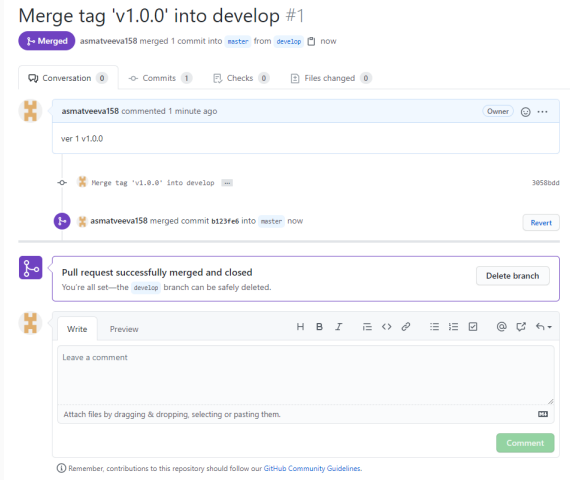 Merge tag 'v1.0.0' into develop #1
Merged asmatveeva158 merged 1 commit into master from develop now
Conversation 0 Commits 1 Checks 0 Files changed 0
asmatveeva158 commented 1 minute ago Owner
ver 1 v1.0.0
Merge tag 'v1.0.0' into develop ... 3058bdd
asmatveeva158 merged commit b123fe6 into master now Revert
Pull request successfully merged and closed
You're all set—the develop branch can be safely deleted.
Delete branch
Write Preview H B I
Leave a comment
Attach files by dragging & dropping, selecting or pasting them.
Comment
Remember, contributions to this repository should follow our GitHub Community Guidelines.